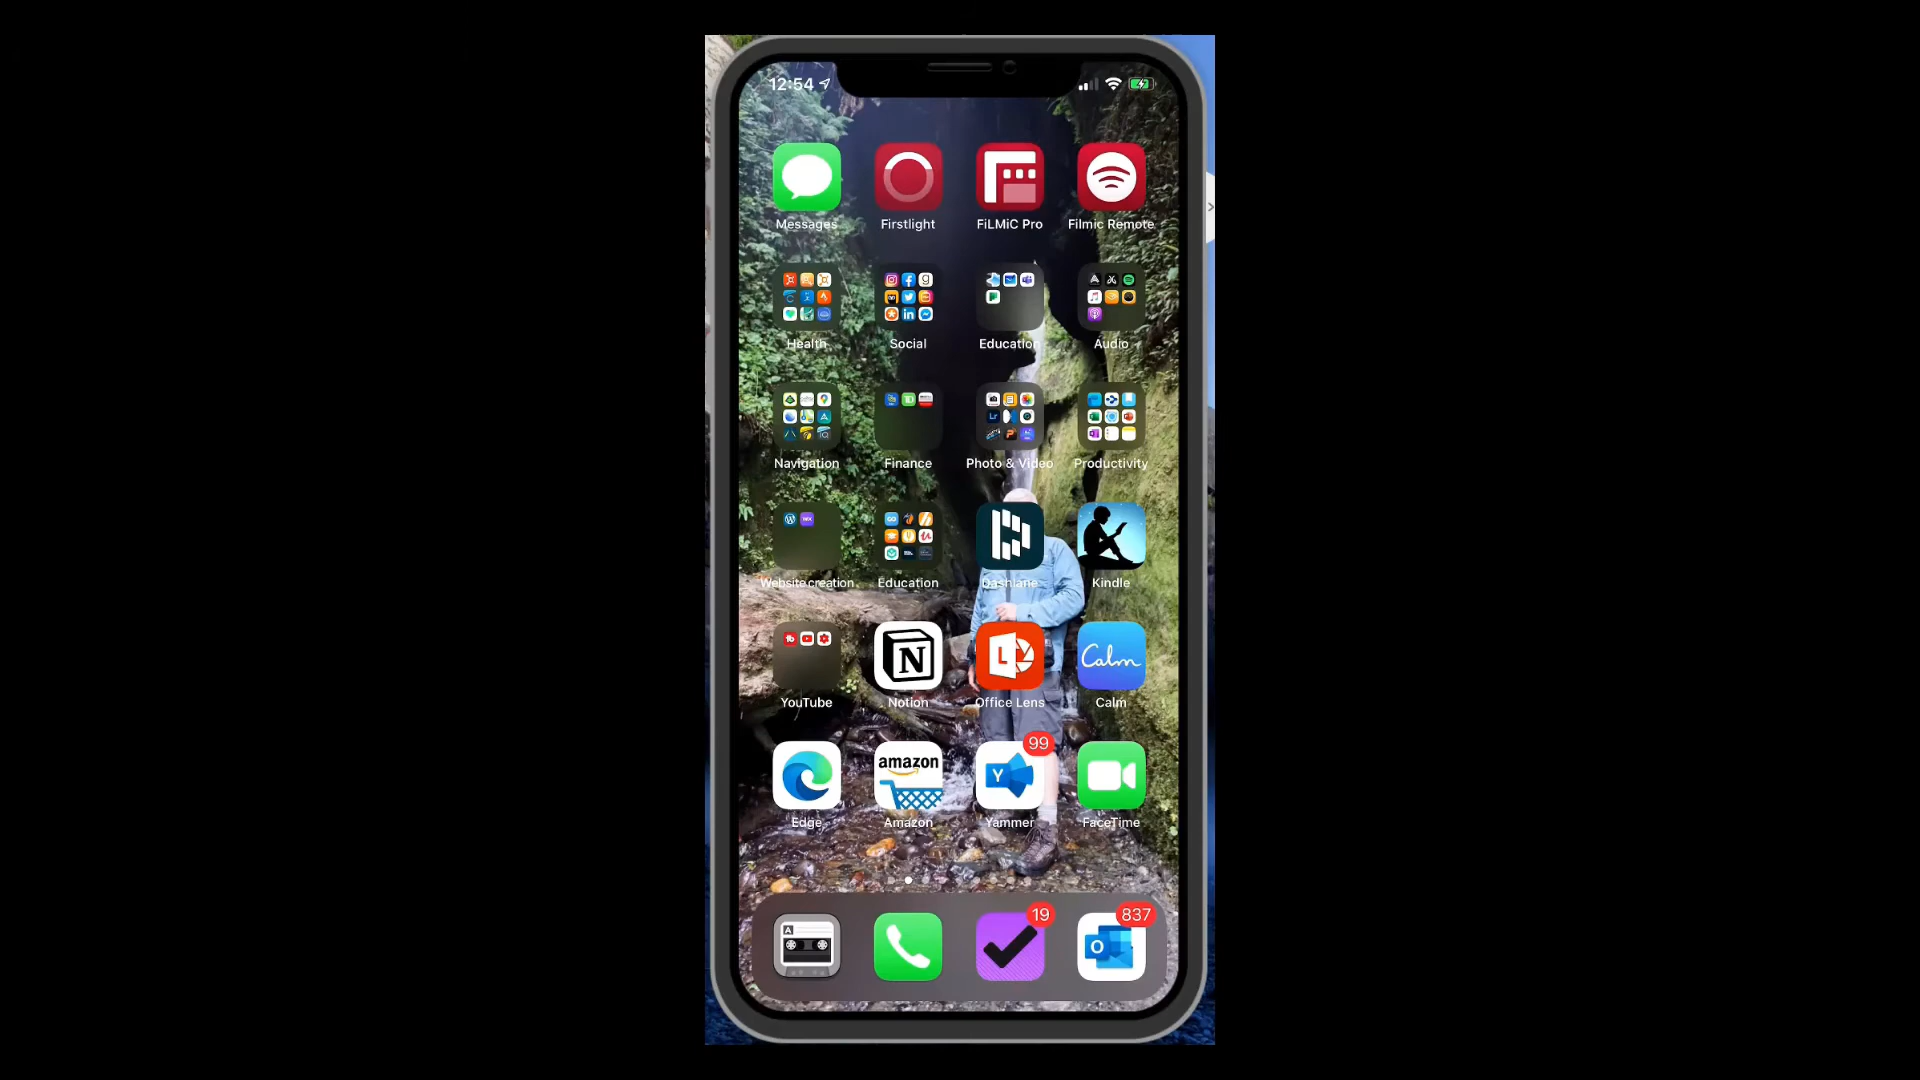 12:54
Messages
Firstlight
FiLMiC Pro
Filmic Remote
Health
Social
Education
Audio
Navigation
Finance
Photo & Video
Productivity
Website creation
Education
Dashlane
Kindle
YouTube
N
Notion
L
Office Lens
Calm
Calm
Edge
amazon
Amazon
99
Y
Yammer
FaceTime
A
19
837
O